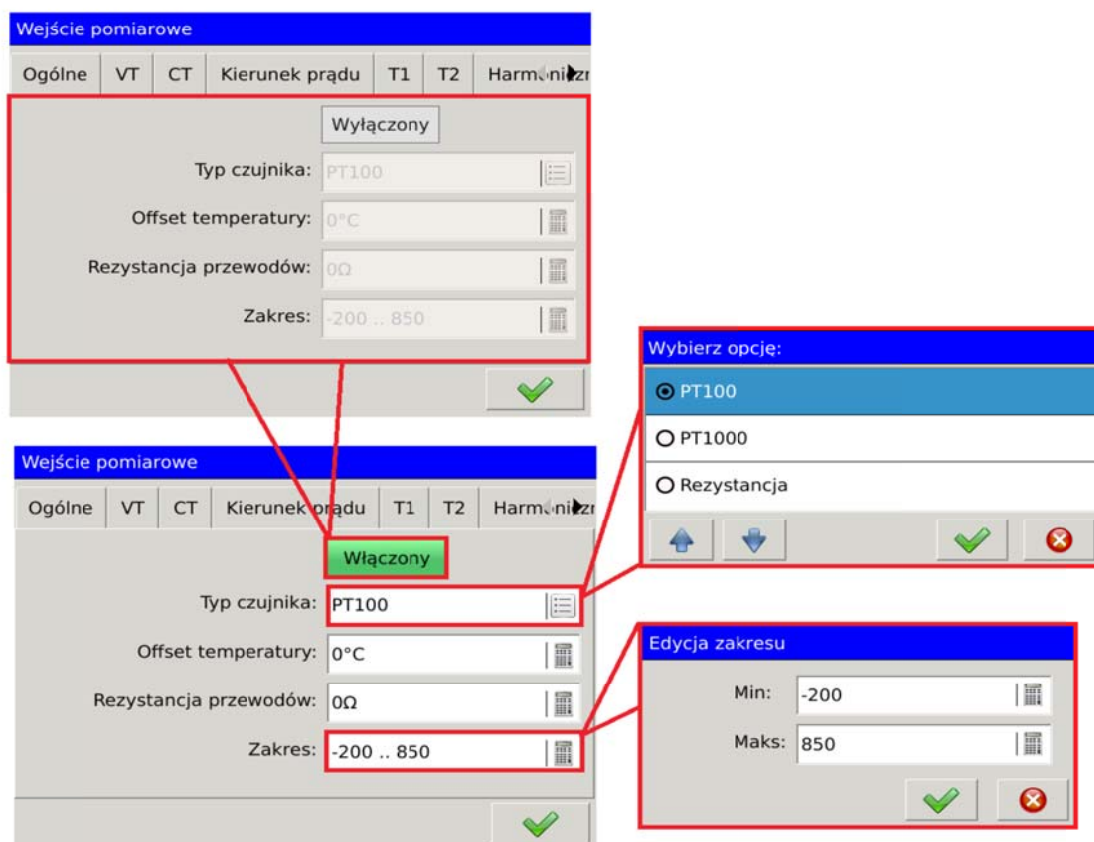 Wejście pomiarowe
Ogólne VT CT Kierunek prądu T1 T2
Wyłączony
Typ czujnika: PT100
Offset temperatury: 0°C
Rezystancja przewodów: 0Ω
Zakres: -200 .. 850
Wybierz opcję:
PT100
PT1000
Rezystancja
Wejście pomiarowe
Ogólne VT CT Kierunek prądu T1 T2
Włączony
Typ czujnika: PT100
Offset temperatury: 0°C
Rezystancja przewodów: 0Ω
Zakres: -200 .. 850
Edycja zakresu
Min: -200
Maks: 850